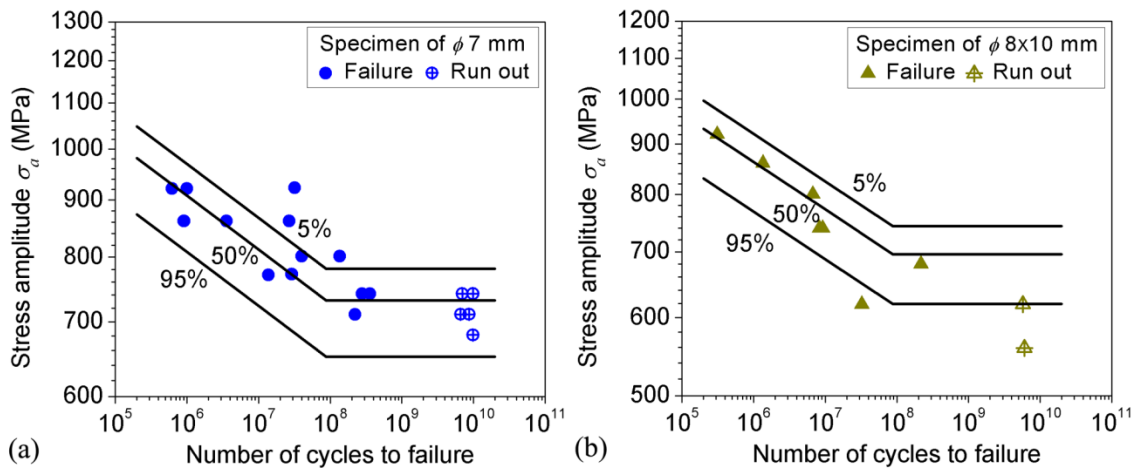 Stress amplitude σa (MPa)
1300
1200
1100
1000
900
800
700
600
Specimen of ϕ 7 mm
Failure Run out
5%
50%
95%
10^5 10^6 10^7 10^8 10^9 10^10 10^11
Number of cycles to failure
(a)
Stress amplitude σa (MPa)
1200
1100
1000
900
800
700
600
500
Specimen of ϕ 8x10 mm
Failure Run out
5%
50%
95%
10^5 10^6 10^7 10^8 10^9 10^10 10^11
Number of cycles to failure
(b)